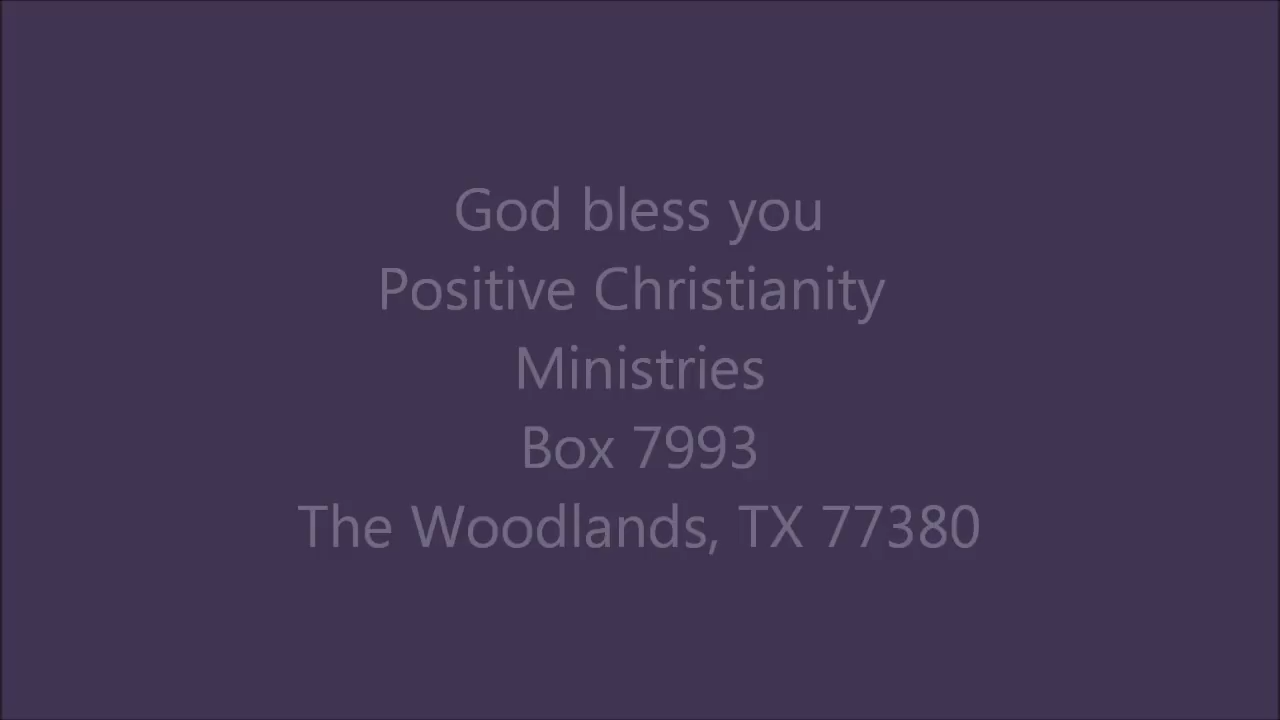 God bless you
Positive Christianity
Ministries
Box 7993
The Woodlands, TX 77380